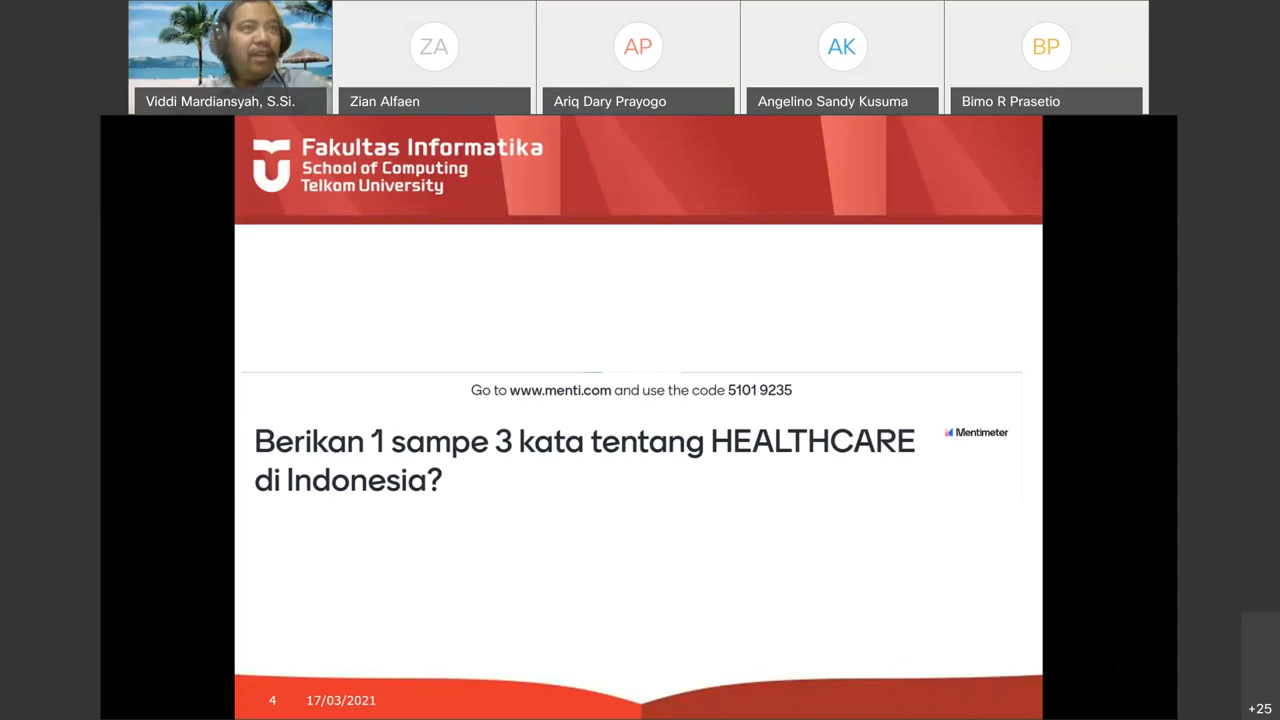 ZA
AP
AK
BP
Viddi Mardiansyah, S.Si.
Zian Alfaen
Ariq Dary Prayogo
Angelino Sandy Kusuma
Bimo R Prasetio
Fakultas Informatika
School of Computing
Telkom University
Go to www.menti.com and use the code 5101 9235
Berikan 1 sampe 3 kata tentang HEALTHCARE
di Indonesia?
Mentimeter
4
17/03/2021
+25